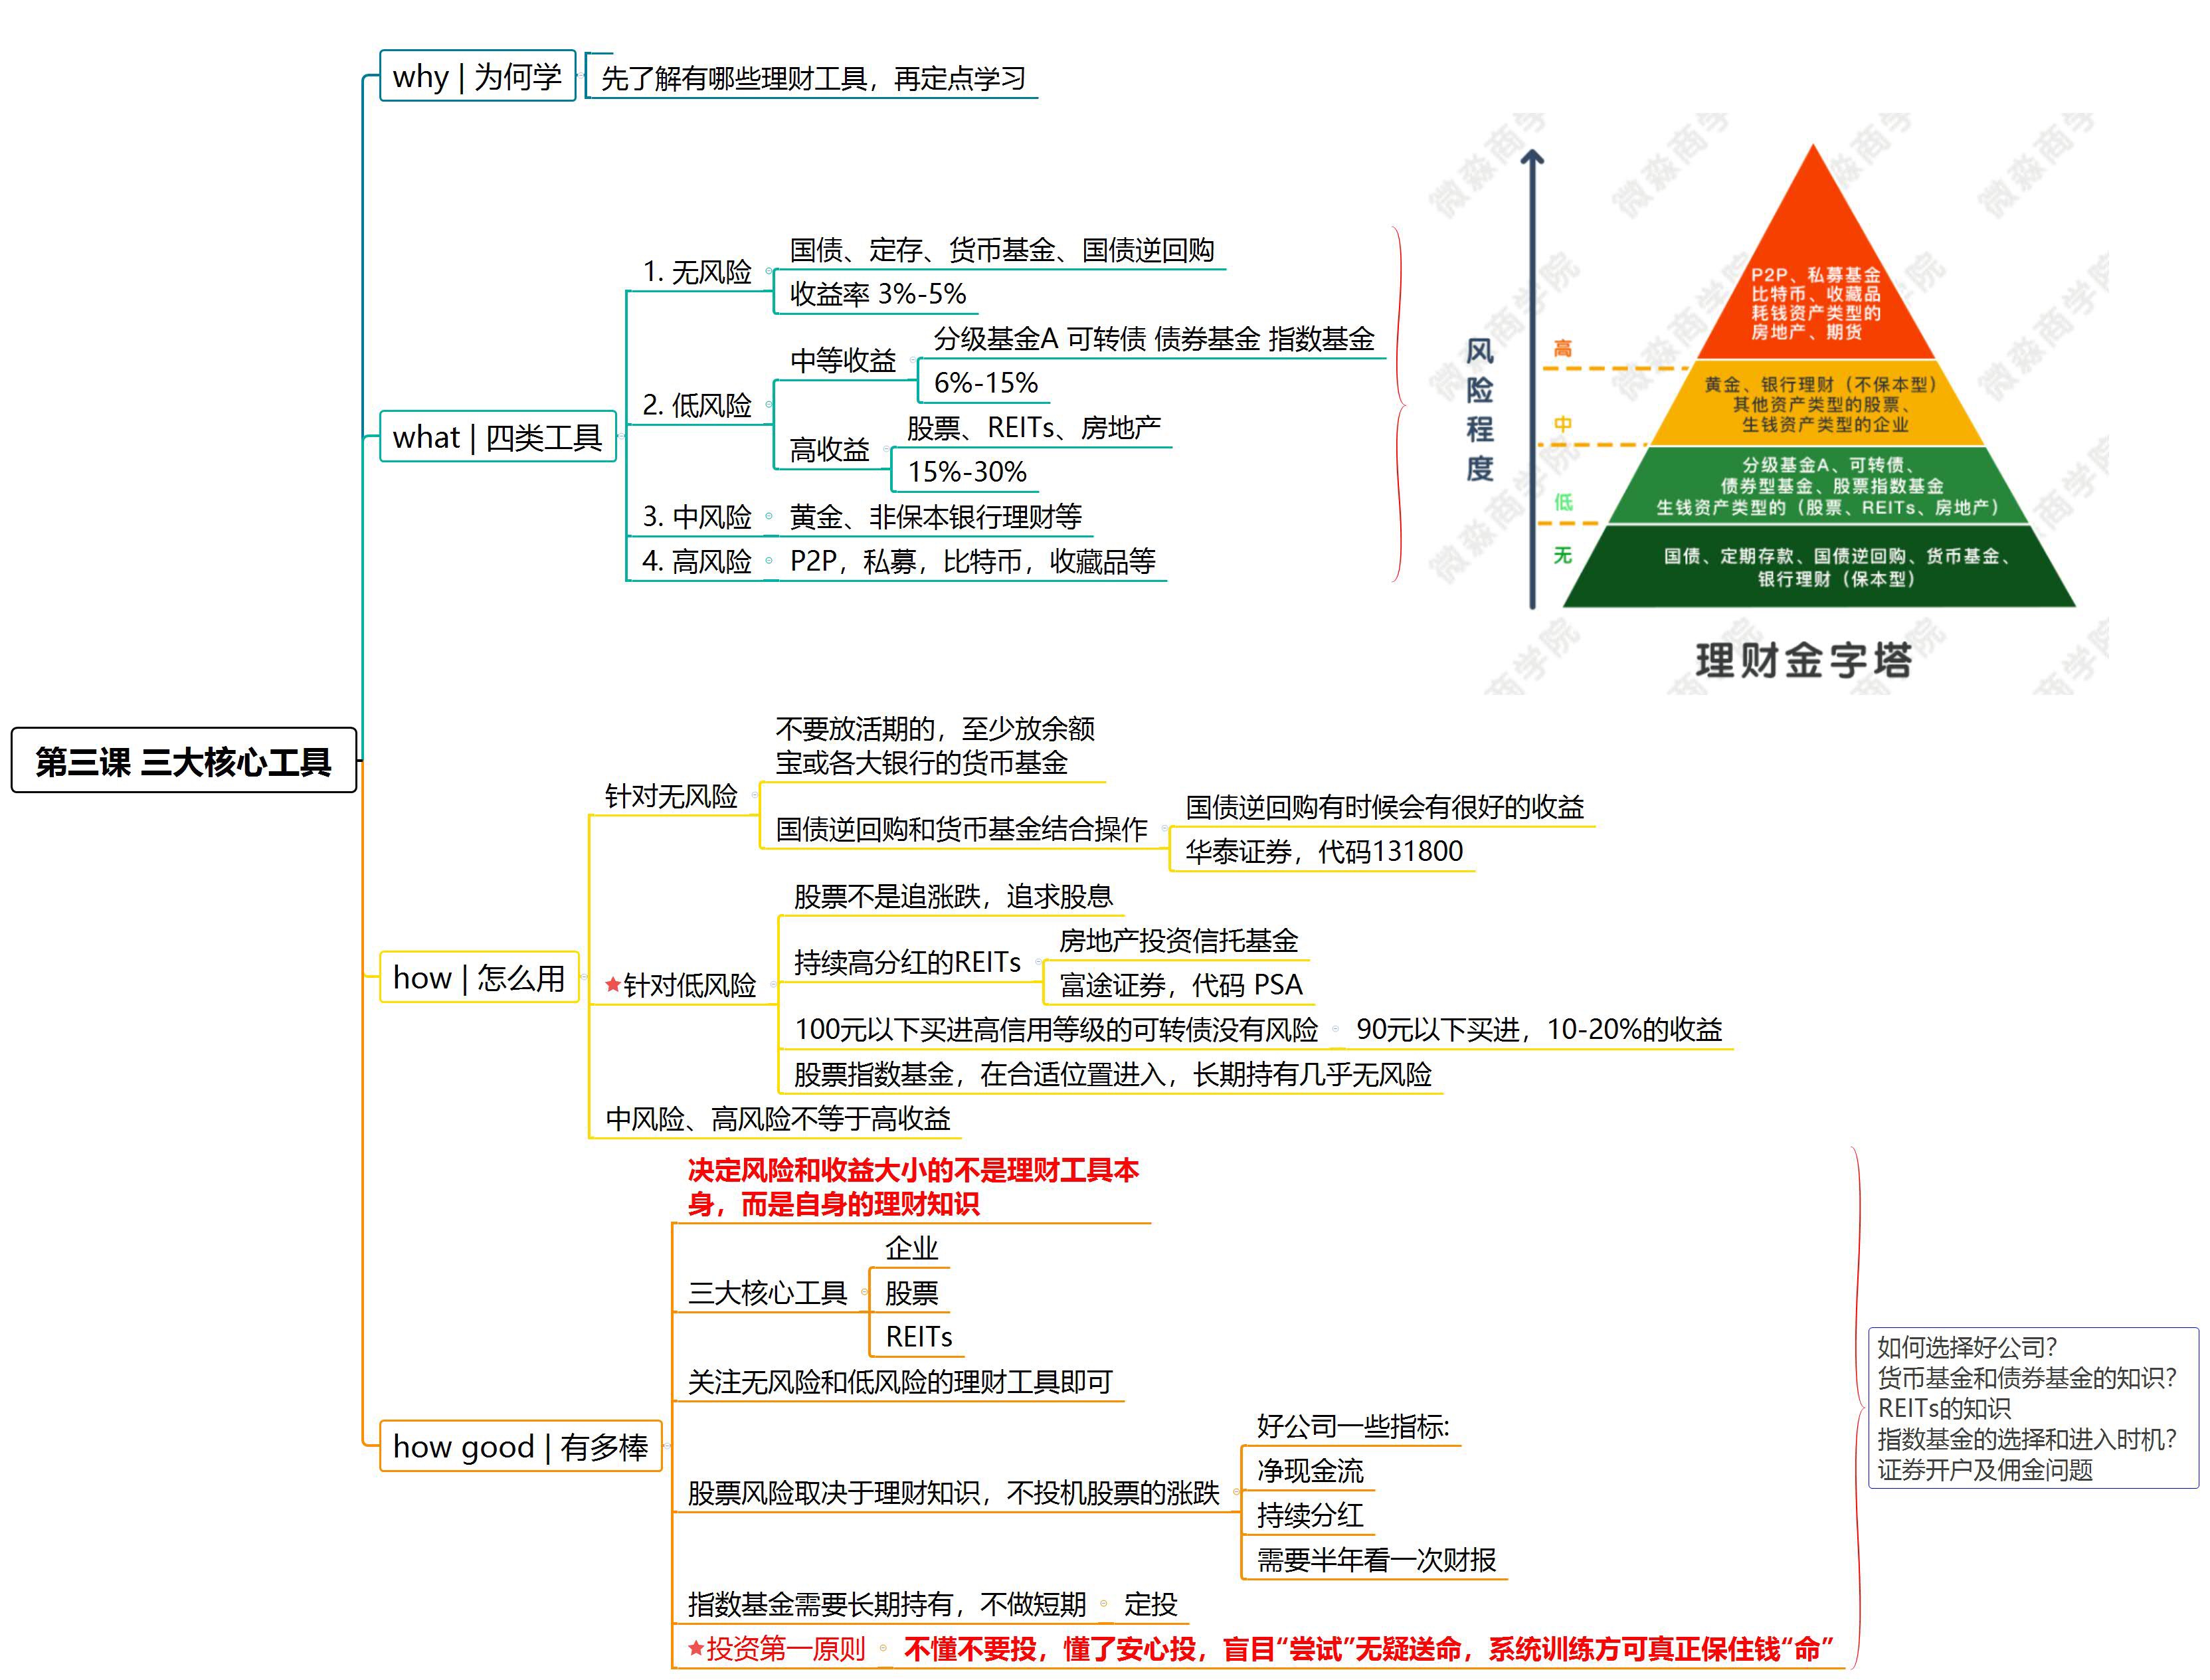 第三课 三大核心工具
why | 为何学
先了解有哪些理财工具，再定点学习
what | 四类工具
1. 无风险
国债、定存、货币基金、国债逆回购
收益率 3%-5%
2. 低风险
中等收益
分级基金A 可转债 债券基金 指数基金
6%-15%
高收益
股票、REITs、房地产
15%-30%
3. 中风险
黄金、非保本银行理财等
4. 高风险
P2P，私募，比特币，收藏品等
风
险
程
度
高
中
低
无
P2P、私募基金
比特币、收藏品
耗钱资产类型的
房地产、期货
黄金、银行理财（不保本型）
其他资产类型的股票、
生钱资产类型的企业
分级基金A、可转债、
债券型基金、股票指数基金
生钱资产类型的（股票、REITs、房地产）
国债、定期存款、国债逆回购、货币基金、
银行理财（保本型）
理财金字塔
微淼商学院
how | 怎么用
针对无风险
不要放活期的，至少放余额
宝或各大银行的货币基金
国债逆回购和货币基金结合操作
国债逆回购有时候会有很好的收益
华泰证券，代码131800
★针对低风险
股票不是追涨跌，追求股息
持续高分红的REITs
房地产投资信托基金
富途证券，代码 PSA
100元以下买进高信用等级的可转债没有风险
90元以下买进，10-20%的收益
股票指数基金，在合适位置进入，长期持有几乎无风险
中风险、高风险不等于高收益
how good | 有多棒
决定风险和收益大小的不是理财工具本
身，而是自身的理财知识
三大核心工具
企业
股票
REITs
关注无风险和低风险的理财工具即可
股票风险取决于理财知识，不投机股票的涨跌
好公司一些指标:
净现金流
持续分红
需要半年看一次财报
指数基金需要长期持有，不做短期
定投
★投资第一原则
不懂不要投，懂了安心投，盲目“尝试”无疑送命，系统训练方可真正保住钱“命”
如何选择好公司？
货币基金和债券基金的知识？
REITs的知识
指数基金的选择和进入时机？
证券开户及佣金问题